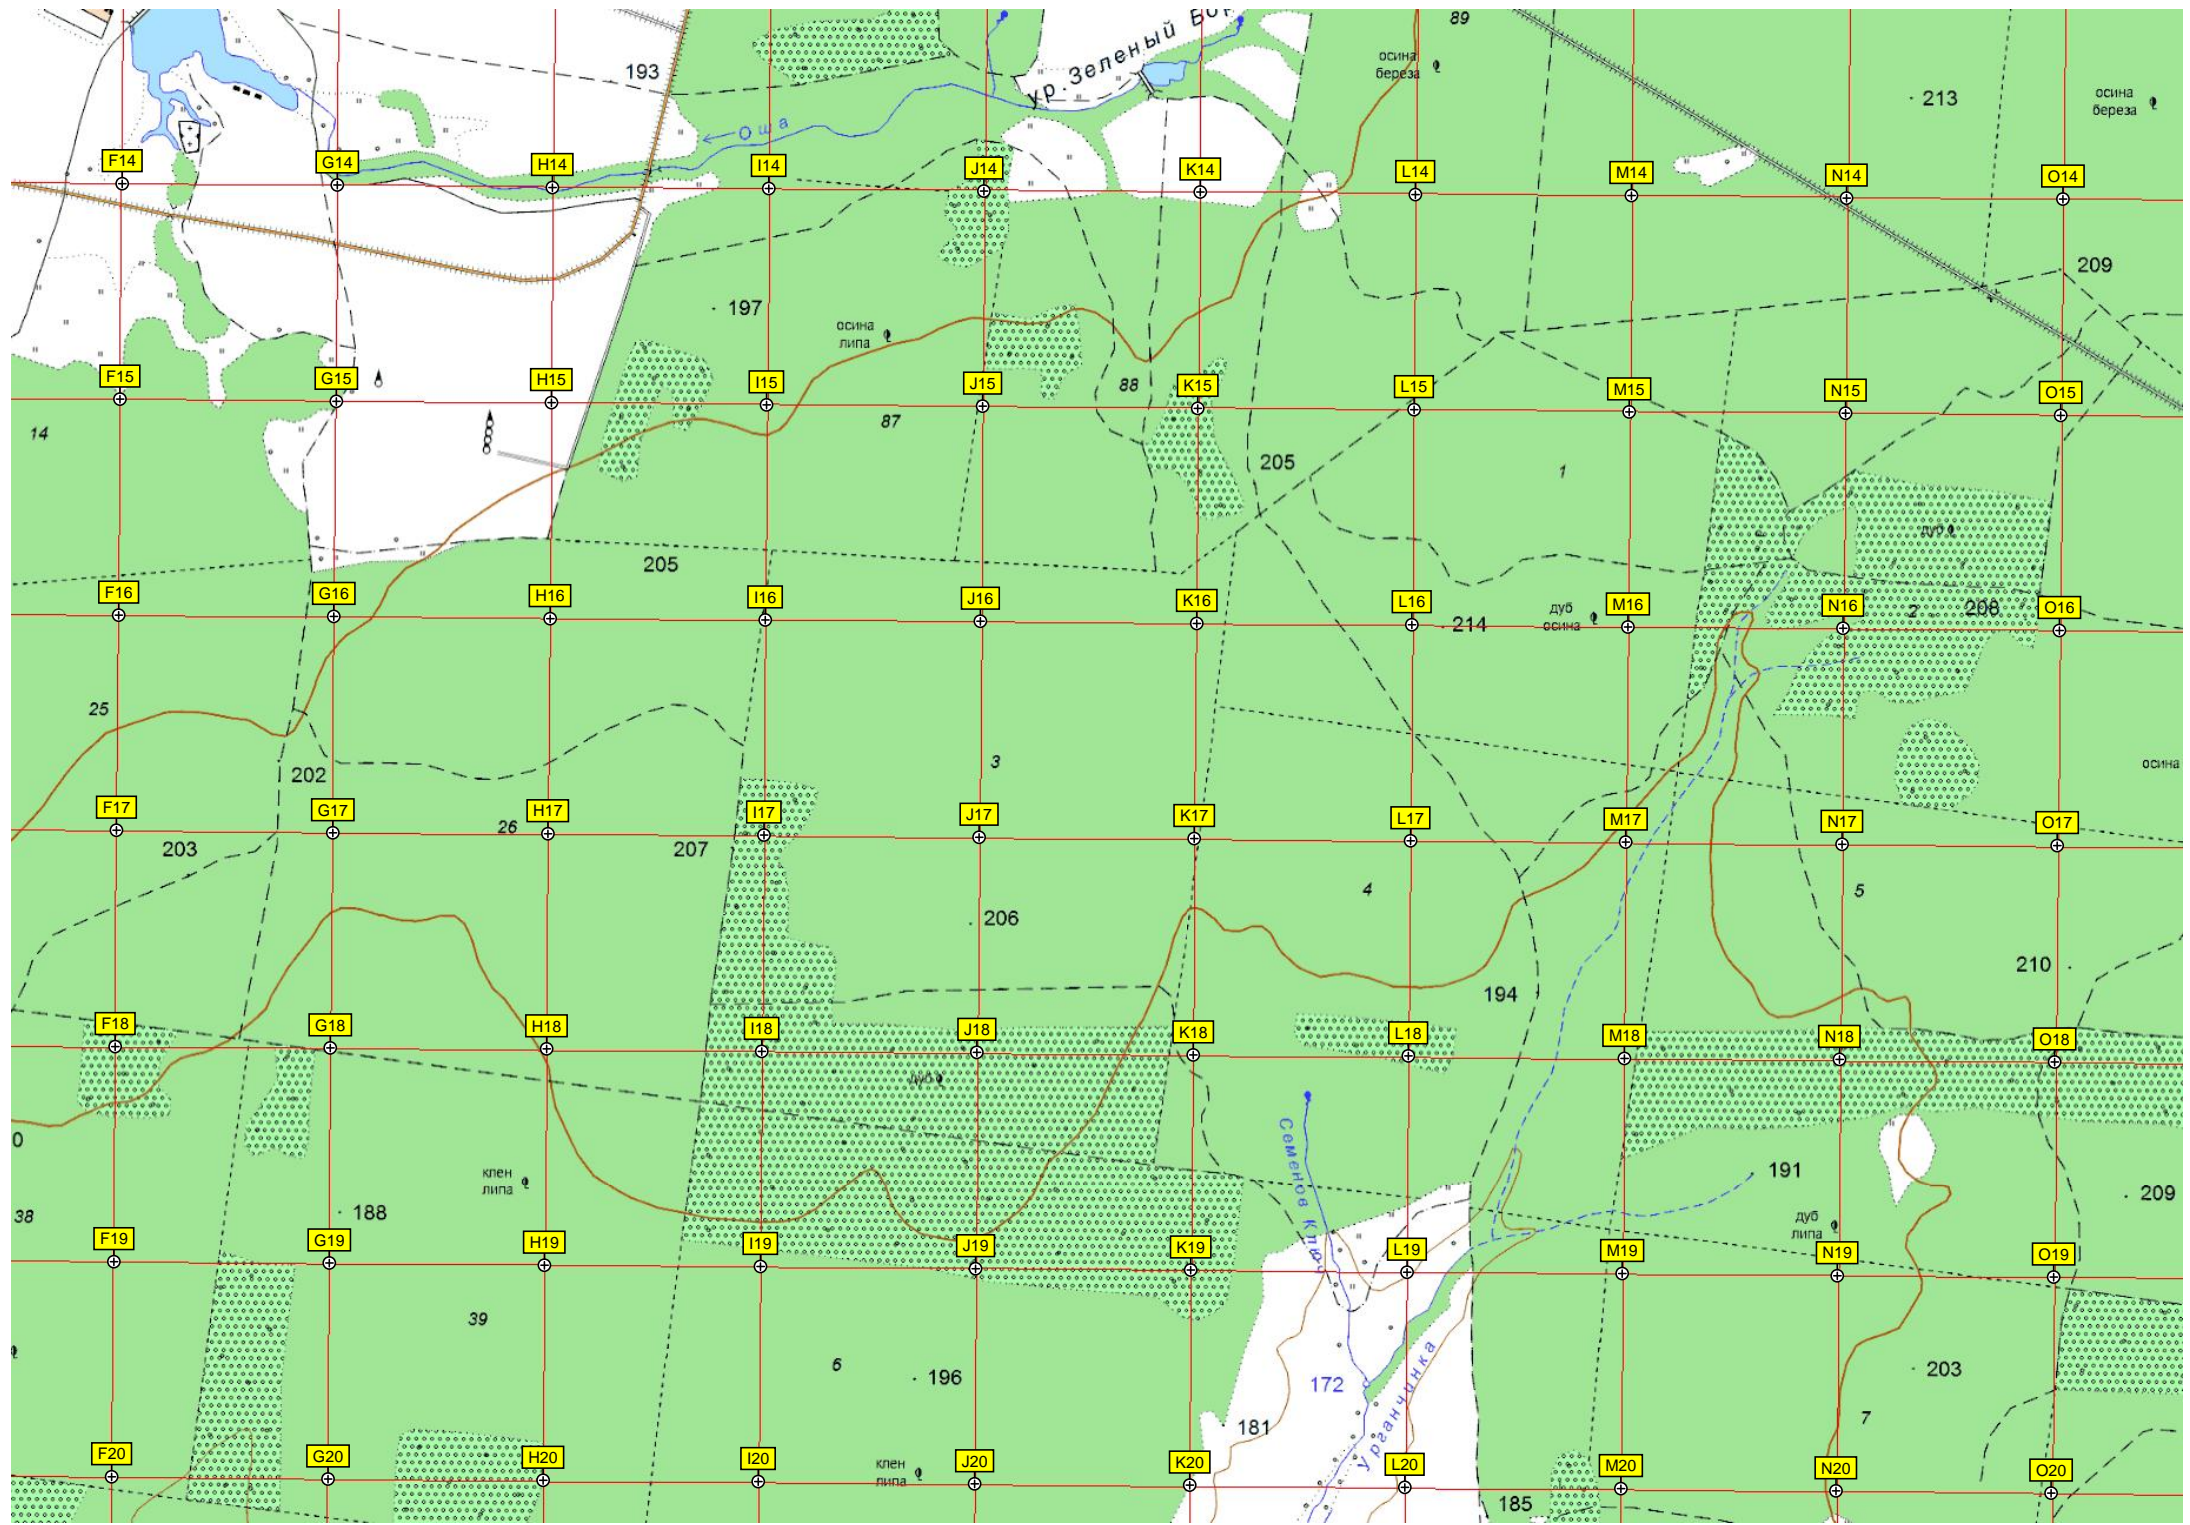 89
193
ур. Зеленый Бор
осина
береза
213
осина
береза
Оша
F14
G14
H14
I14
J14
K14
L14
M14
N14
O14
209
197
осина
липа
F15
G15
H15
I15
J15
K15
L15
M15
N15
O15
88
14
87
205
1
дуб
205
F16
G16
H16
I16
J16
K16
L16
M16
N16
O16
214
дуб
осина
2
208
25
202
3
осина
F17
G17
H17
I17
J17
K17
L17
M17
N17
O17
26
203
207
4
5
206
194
210
F18
G18
H18
I18
J18
K18
L18
M18
N18
O18
дуб
0
Семенов Ключ
клен
липа
191
209
38
188
дуб
липа
F19
G19
H19
I19
J19
K19
L19
M19
N19
O19
39
6
196
172
Урганчинка
203
181
7
F20
G20
H20
I20
J20
K20
L20
M20
N20
O20
клен
липа
185